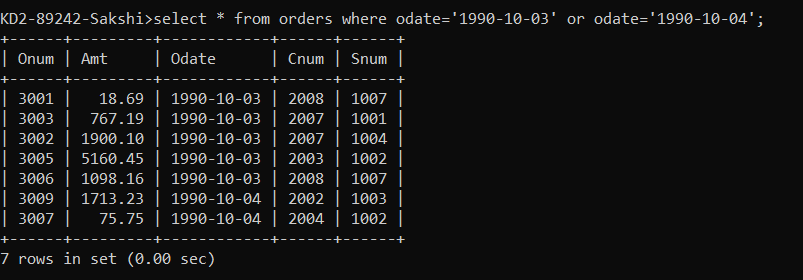 KD2-89242-Sakshi>select * from orders where odate='1990-10-03' or odate='1990-10-04';
+------+---------+------------+------+------+
| Onum | Amt     | Odate      | Cnum | Snum |
+------+---------+------------+------+------+
| 3001 |   18.69 | 1990-10-03 | 2008 | 1007 |
| 3003 |  767.19 | 1990-10-03 | 2007 | 1001 |
| 3002 | 1900.10 | 1990-10-03 | 2007 | 1004 |
| 3005 | 5160.45 | 1990-10-03 | 2003 | 1002 |
| 3006 | 1098.16 | 1990-10-03 | 2008 | 1007 |
| 3009 | 1713.23 | 1990-10-04 | 2002 | 1003 |
| 3007 |   75.75 | 1990-10-04 | 2004 | 1002 |
+------+---------+------------+------+------+
7 rows in set (0.00 sec)